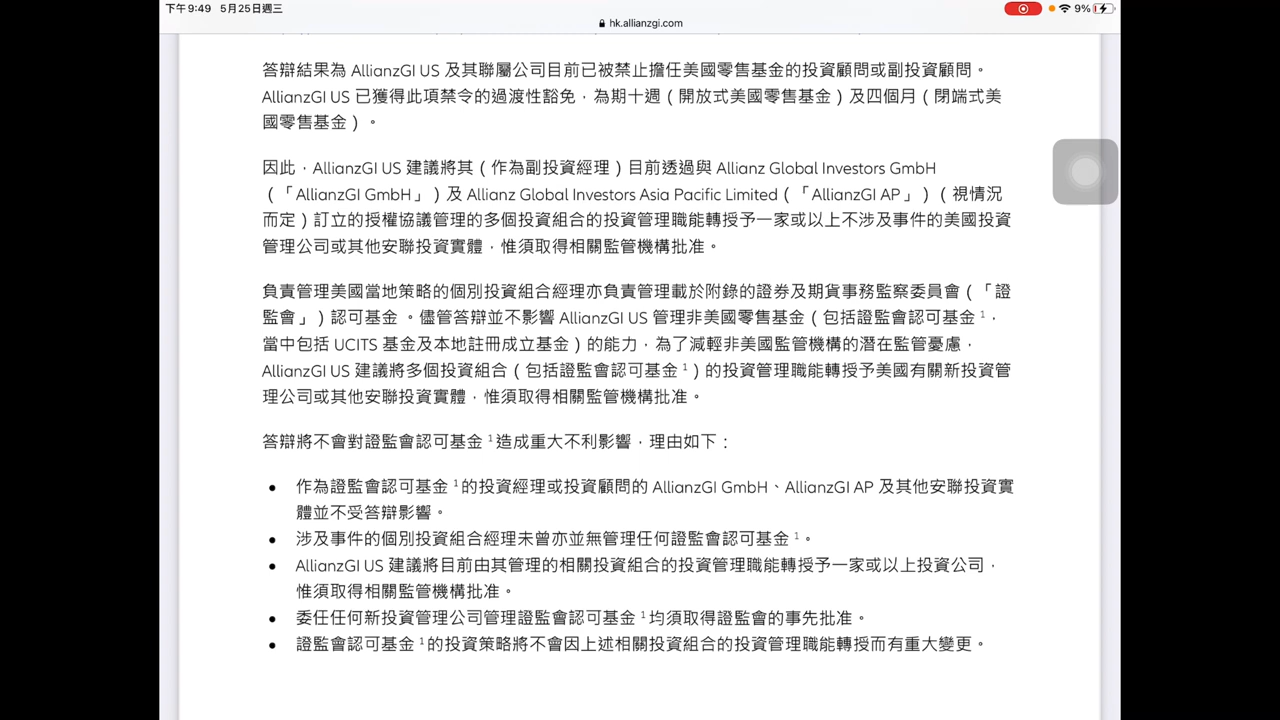 下午9:49 5月25日週三
9%
hk.allianzgi.com
答辯結果為 AllianzGI US 及其聯屬公司目前已被禁止擔任美國零售基金的投資顧問或副投資顧問。
AllianzGI US 已獲得此項禁令的過渡性豁免，為期十週（開放式美國零售基金）及四個月（閉端式美
國零售基金）。
因此，AllianzGI US 建議將其（作為副投資經理）目前透過與 Allianz Global Investors GmbH
（「AllianzGI GmbH」）及 Allianz Global Investors Asia Pacific Limited（「AllianzGI AP」）（視情況
而定）訂立的授權協議管理的多個投資組合的投資管理職能轉授予一家或以上不涉及事件的美國投資
管理公司或其他安聯投資實體，惟須取得相關監管機構批准。
負責管理美國當地策略的個別投資組合經理亦負責管理載於附錄的證券及期貨事務監察委員會（「證
監會」）認可基金 。儘管答辯並不影響 AllianzGI US 管理非美國零售基金（包括證監會認可基金 ¹，
當中包括 UCITS 基金及本地註冊成立基金）的能力，為了減輕非美國監管機構的潛在監管憂慮，
AllianzGI US 建議將多個投資組合（包括證監會認可基金 ¹）的投資管理職能轉授予美國有關新投資管
理公司或其他安聯投資實體，惟須取得相關監管機構批准。
答辯將不會對證監會認可基金 ¹造成重大不利影響，理由如下：
• 作為證監會認可基金 ¹的投資經理或投資顧問的 AllianzGI GmbH、AllianzGI AP 及其他安聯投資實
體並不受答辯影響。
• 涉及事件的個別投資組合經理未曾亦並無管理任何證監會認可基金 ¹。
• AllianzGI US 建議將目前由其管理的相關投資組合的投資管理職能轉授予一家或以上投資公司，
惟須取得相關監管機構批准。
• 委任任何新投資管理公司管理證監會認可基金 ¹均須取得證監會的事先批准。
• 證監會認可基金 ¹的投資策略將不會因上述相關投資組合的投資管理職能轉授而有重大變更。